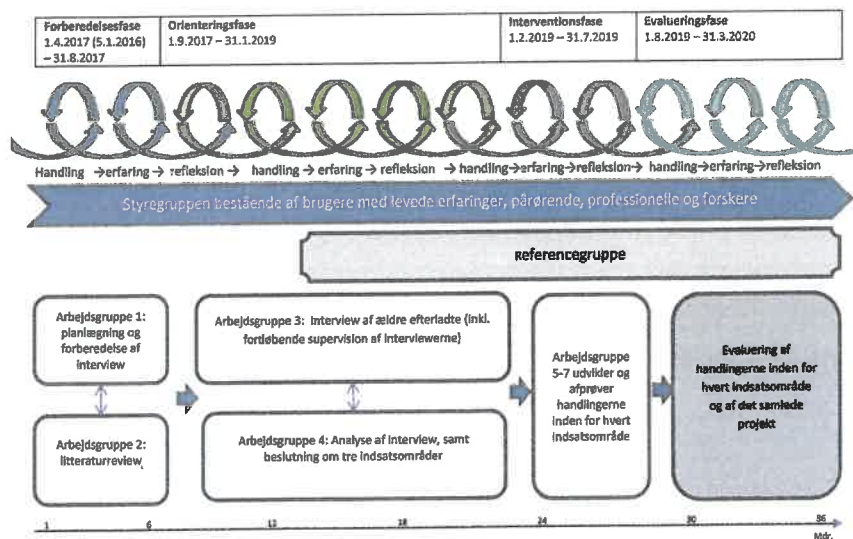 Forberedelsesfase
1.4.2017 (5.1.2016)
– 31.8.2017
Orienteringsfase
1.9.2017 – 31.1.2019
Interventionsfase
1.2.2019 – 31.7.2019
Evalueringsfase
1.8.2019 – 31.3.2020
Handling → erfaring → refleksion → handling → erfaring → refleksion → handling → erfaring → refleksion → handling → erfaring → refleksion
Styregruppen bestående af brugere med levede erfaringer, pårørende, professionelle og forskere
Referencegruppe
Arbejdsgruppe 1:
planlægning og
forberedelse af
interview
Arbejdsgruppe 2:
litteraturreview.
Arbejdsgruppe 3: Interview af ældre efterladte (inkl.
fortløbende supervision af interviewerne)
Arbejdsgruppe 4: Analyse af interview, samt
beslutning om tre indsatsområder
Arbejdsgruppe
5-7 udvikler og
afprøver
handlingerne
inden for hvert
indsatsområde
Evaluering af
handlingerne inden for
hvert indsatsområde
og af det samlede
projekt
1 6 12 18 24 30 36
Mdr.